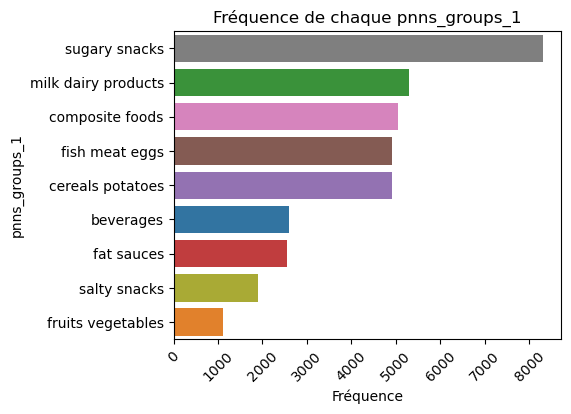 Fréquence de chaque pnns_groups_1
sugary snacks
milk dairy products
composite foods
fish meat eggs
cereals potatoes
beverages
fat sauces
salty snacks
fruits vegetables
pnns_groups_1
0 1000 2000 3000 4000 5000 6000 7000 8000
Fréquence